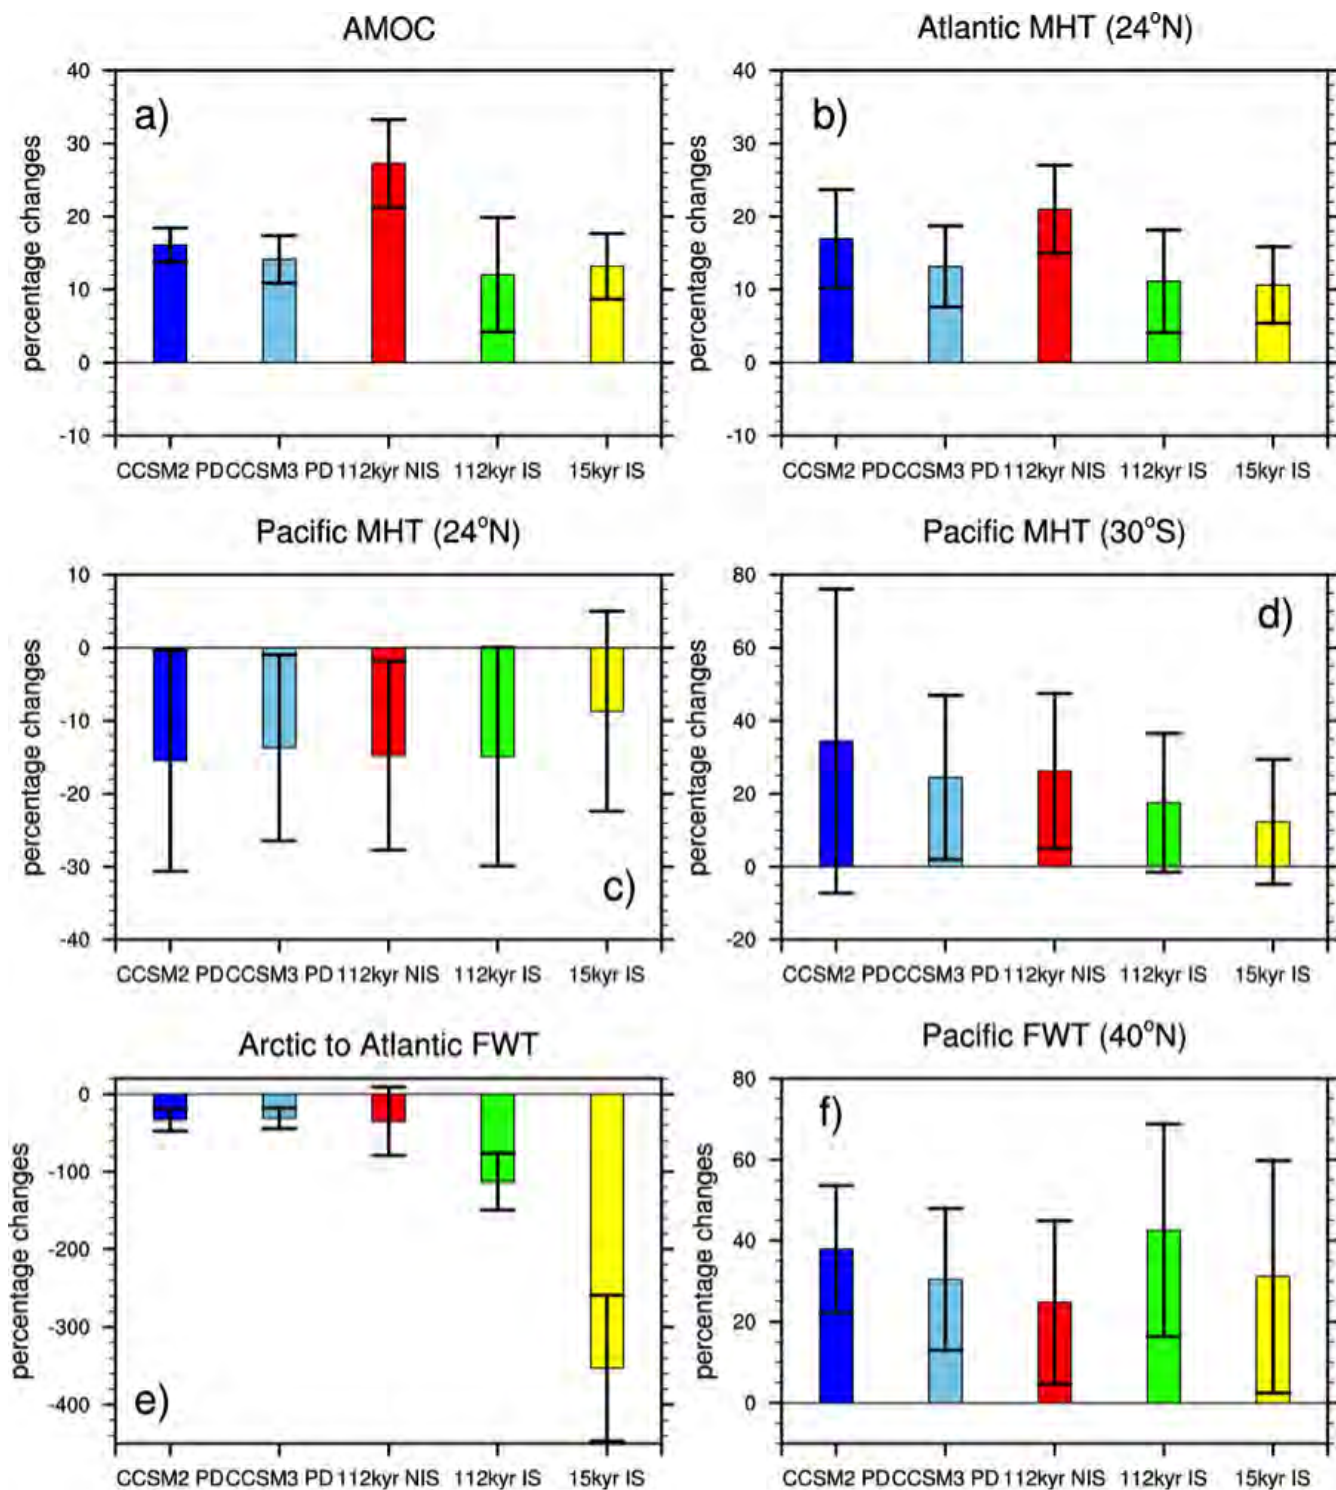 AMOC
a)
percentage changes
40
30
20
10
0
-10
CCSM2 PD CCSM3 PD 112kyr NIS 112kyr IS 15kyr IS
Atlantic MHT (24°N)
b)
percentage changes
40
30
20
10
0
-10
CCSM2 PD CCSM3 PD 112kyr NIS 112kyr IS 15kyr IS
Pacific MHT (24°N)
c)
percentage changes
10
0
-10
-20
-30
-40
CCSM2 PD CCSM3 PD 112kyr NIS 112kyr IS 15kyr IS
Pacific MHT (30°S)
d)
percentage changes
80
60
40
20
0
-20
CCSM2 PD CCSM3 PD 112kyr NIS 112kyr IS 15kyr IS
Arctic to Atlantic FWT
e)
percentage changes
0
-100
-200
-300
-400
CCSM2 PD CCSM3 PD 112kyr NIS 112kyr IS 15kyr IS
Pacific FWT (40°N)
f)
percentage changes
80
60
40
20
0
CCSM2 PD CCSM3 PD 112kyr NIS 112kyr IS 15kyr IS